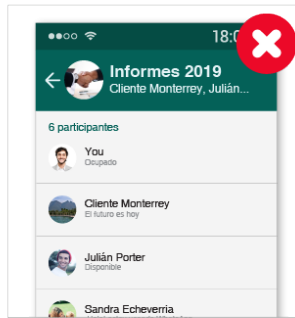 18:0
Informes 2019
Cliente Monterrey, Julián...
6 participantes
You
Ocupado
Cliente Monterrey
El futuro es hoy
Julián Porter
Disponible
Sandra Echeverria